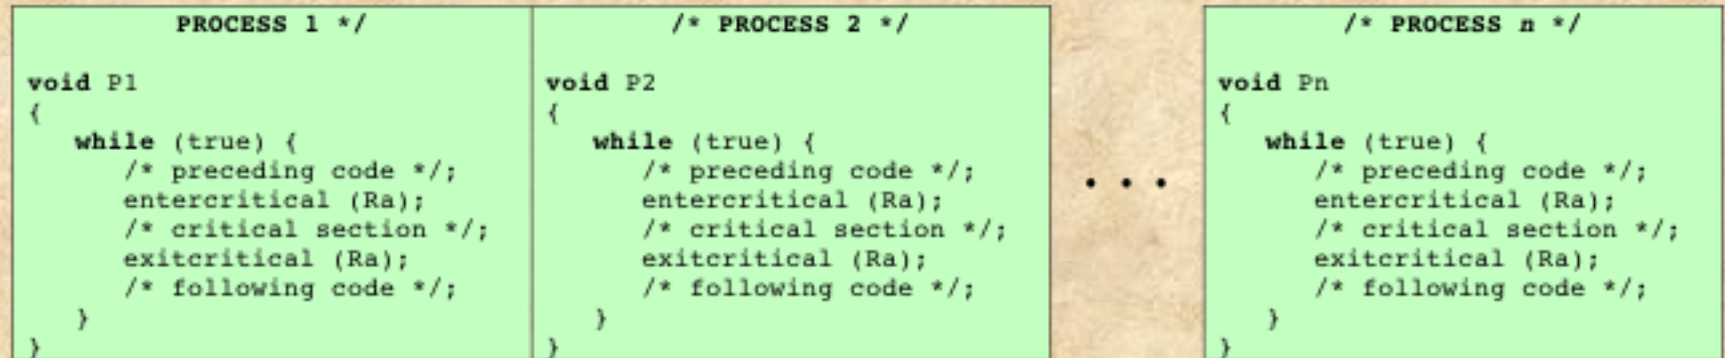 PROCESS 1 */
void P1
{
while (true) {
/* preceding code */;
entercritical (Ra);
/* critical section */;
exitcritical (Ra);
/* following code */;
}
}
/* PROCESS 2 */
void P2
{
while (true) {
/* preceding code */;
entercritical (Ra);
/* critical section */;
exitcritical (Ra);
/* following code */;
}
}
• • •
/* PROCESS n */
void Pn
{
while (true) {
/* preceding code */;
entercritical (Ra);
/* critical section */;
exitcritical (Ra);
/* following code */;
}
}